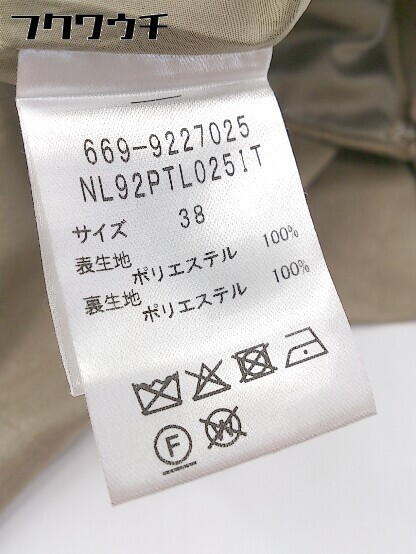 フクワウチ
669-9227025
NL92PTL025IT
サイズ 38
表生地 ポリエステル 100%
裏生地 ポリエステル 100%
F
W